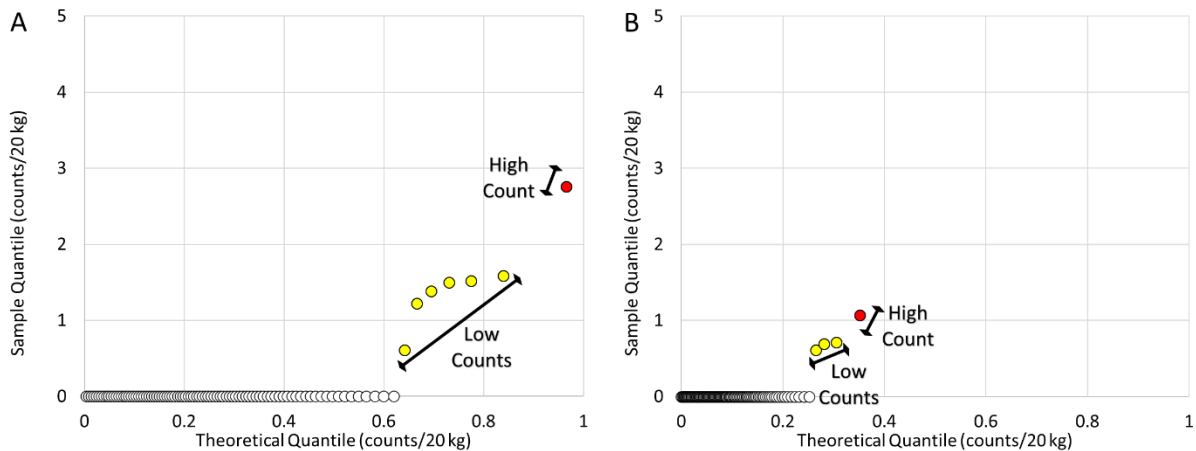 A
Sample Quantile (counts/20 kg)
5
4
3
2
1
0
High
Count
Low
Counts
0
0.2
0.4
0.6
0.8
1
Theoretical Quantile (counts/20 kg)
B
Sample Quantile (counts/20 kg)
5
4
3
2
1
0
High
Count
Low
Counts
0
0.2
0.4
0.6
0.8
1
Theoretical Quantile (counts/20 kg)